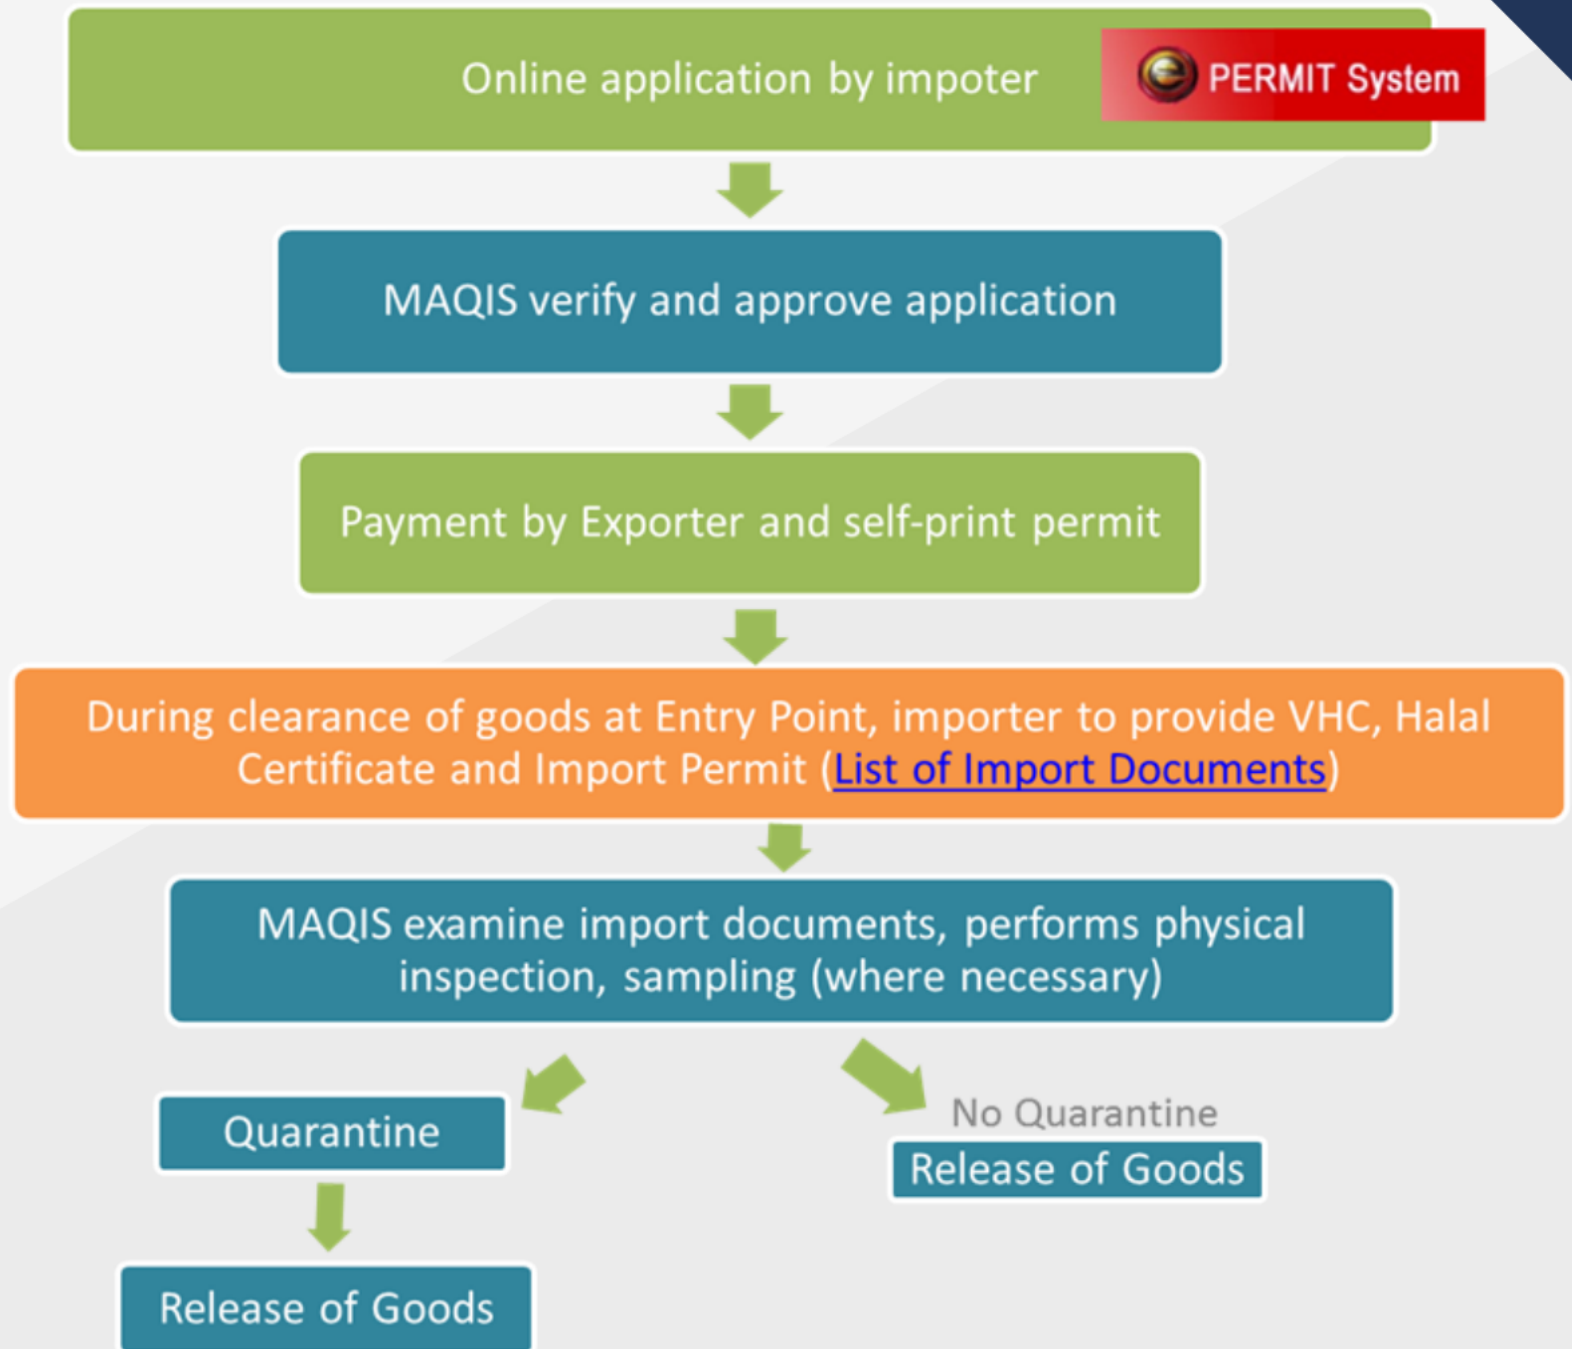 Online application by impoter
e PERMIT System
MAQIS verify and approve application
Payment by Exporter and self-print permit
During clearance of goods at Entry Point, importer to provide VHC, Halal
Certificate and Import Permit (List of Import Documents)
MAQIS examine import documents, performs physical
inspection, sampling (where necessary)
Quarantine
No Quarantine
Release of Goods
Release of Goods